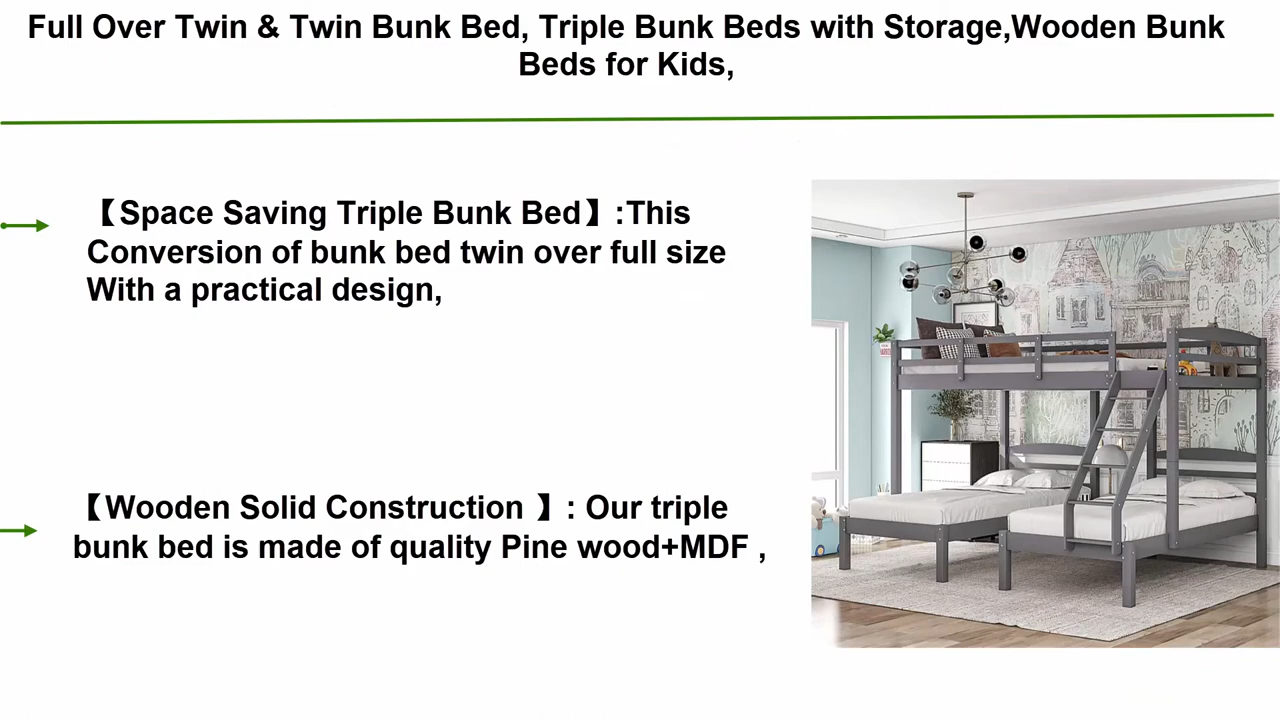 Full Over Twin & Twin Bunk Bed, Triple Bunk Beds with Storage,Wooden Bunk
Beds for Kids,
【Space Saving Triple Bunk Bed】:This
Conversion of bunk bed twin over full size
With a practical design,
【Wooden Solid Construction 】: Our triple
bunk bed is made of quality Pine wood+MDF ,